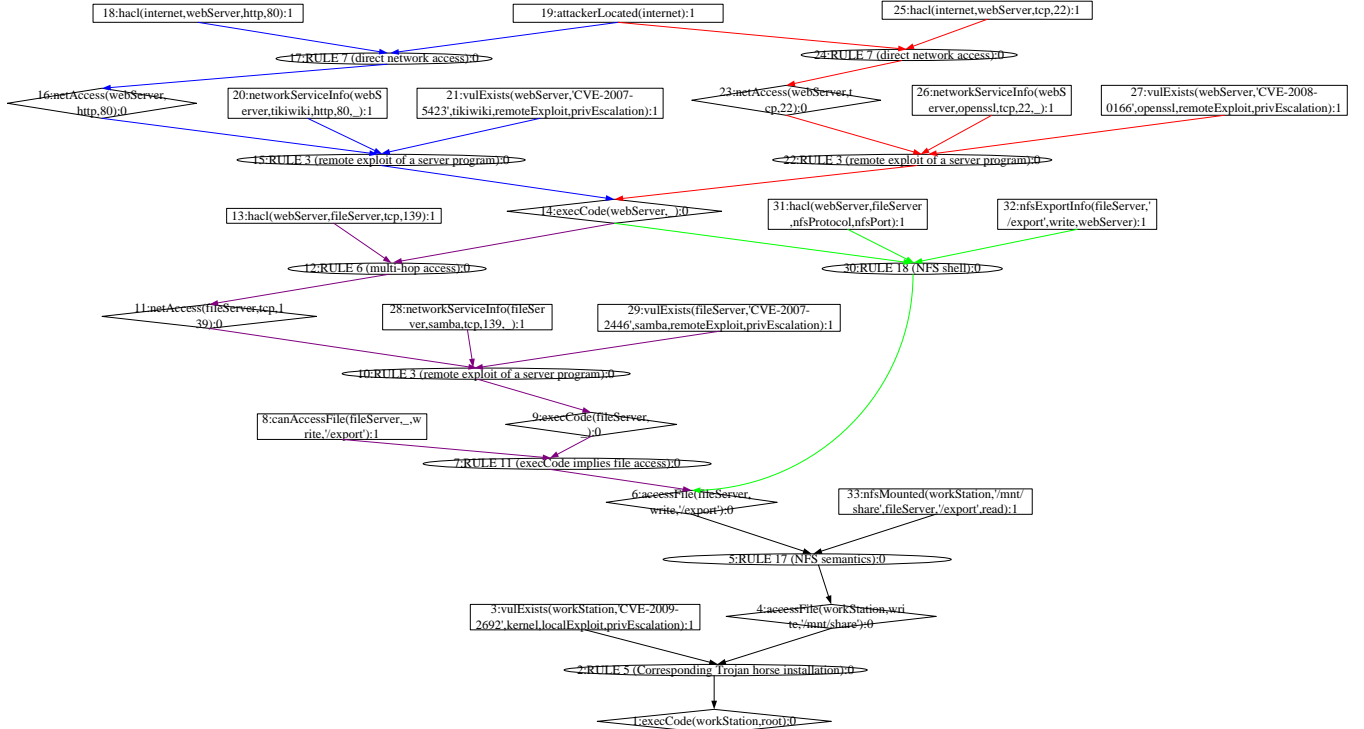 18:hacl(internet,webServer,http,80):1
19:attackerLocated(internet):1
25:hacl(internet,webServer,tcp,22):1
17:RULE 7 (direct network access):0
24:RULE 7 (direct network access):0
16:netAccess(webServer,
http,80):0
20:networkServiceInfo(webS
erver,tikiwiki,http,80,_):1
21:vulExists(webServer,'CVE-2007-
5423',tikiwiki,remoteExploit,privEscalation):1
23:netAccess(webServer,t
cp,22):0
26:networkServiceInfo(webS
erver,openssl,tcp,22,_):1
27:vulExists(webServer,'CVE-2008-
0166',openssl,remoteExploit,privEscalation):1
15:RULE 3 (remote exploit of a server program):0
22:RULE 3 (remote exploit of a server program):0
13:hacl(webServer,fileServer,tcp,139):1
14:execCode(webServer,_):0
31:hacl(webServer,fileServer
,nfsProtocol,nfsPort):1
32:nfsExportInfo(fileServer,'
/export',write,webServer):1
12:RULE 6 (multi-hop access):0
30:RULE 18 (NFS shell):0
11:netAccess(fileServer,tcp,1
39):0
28:networkServiceInfo(fileSer
ver,samba,tcp,139,_):1
29:vulExists(fileServer,'CVE-2007-
2446',samba,remoteExploit,privEscalation):1
10:RULE 3 (remote exploit of a server program):0
8:canAccessFile(fileServer,_,w
rite,'/export'):1
9:execCode(fileServer,
_):0
7:RULE 11 (execCode implies file access):0
6:accessFile(fileServer,
write,'/export'):0
33:nfsMounted(workStation,'/mnt/
share',fileServer,'/export',read):1
5:RULE 17 (NFS semantics):0
3:vulExists(workStation,'CVE-2009-
2692',kernel,localExploit,privEscalation):1
4:accessFile(workStation,wri
te,'/mnt/share'):0
2:RULE 5 (Corresponding Trojan horse installation):0
1:execCode(workStation,root):0